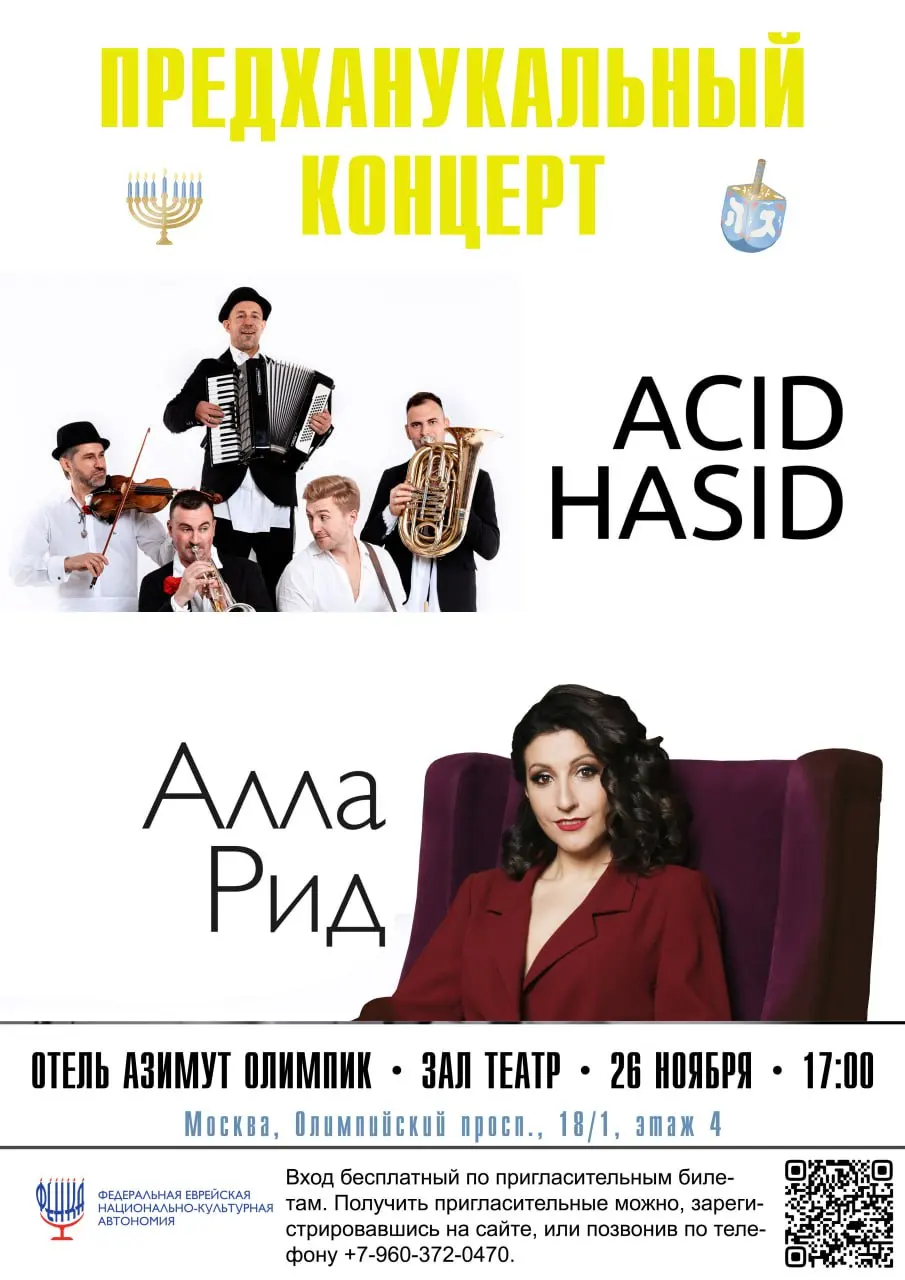 ПРЕДХАНУКАЛЬНЫЙ
КОНЦЕРТ
ACID
HASID
Алла
Рид
ОТЕЛЬ АЗИМУТ ОЛИМПИК • ЗАЛ ТЕАТР • 26 НОЯБРЯ • 17:00
Москва, Олимпийский просп., 18/1, этаж 4
ФЕНКА
ФЕДЕРАЛЬНАЯ ЕВРЕЙСКАЯ
НАЦИОНАЛЬНО-КУЛЬТУРНАЯ
АВТОНОМИЯ
Вход бесплатный по пригласительным биле-
там. Получить пригласительные можно, зареги-
стрировавшись на сайте, или позвонив по теле-
фону +7-960-372-0470.